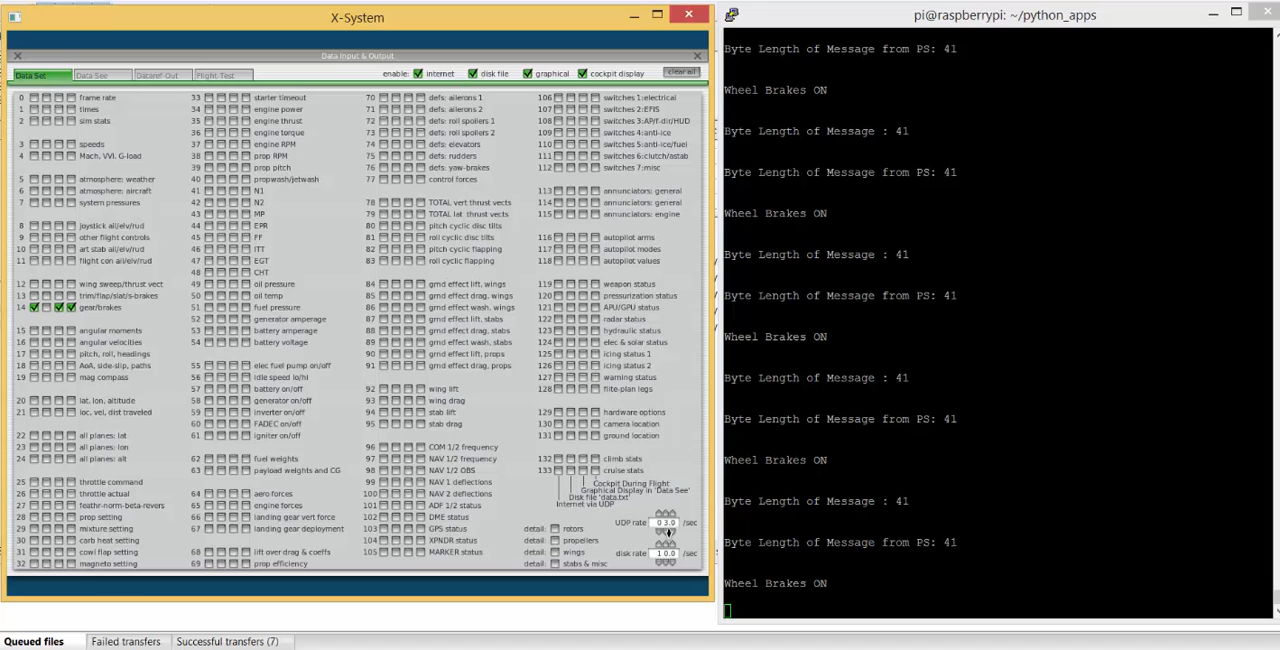 X-System
Data Input & Output
Data Set Data See Dataref-Out Flight-Test
enable: internet disk file graphical cockpit display clear all
0 frame rate
1 times
2 sim stats
3 speeds
4 Mach, VVI, G-load
5 atmosphere: weather
6 atmosphere: aircraft
7 system pressures
8 joystick ail/elv/rud
9 other flight controls
10 art stab ail/elv/rud
11 flight con ail/elv/rud
12 wing sweep/thrust vect
13 trim/flap/slat/s-brakes
14 gear/brakes
15 angular moments
16 angular velocities
17 pitch, roll, headings
18 AoA, side-slip, paths
19 mag compass
20 lat, lon, altitude
21 loc, vel, dist traveled
22 all planes: lat
23 all planes: lon
24 all planes: alt
25 throttle command
26 throttle actual
27 feathr-norm-beta-revers
28 prop setting
29 mixture setting
30 carb heat setting
31 cowl flap setting
32 magneto setting
33 starter timeout
34 engine power
35 engine thrust
36 engine torque
37 engine RPM
38 prop RPM
39 prop pitch
40 propwash/jetwash
41 N1
42 N2
43 MP
44 EPR
45 FF
46 ITT
47 EGT
48 CHT
49 oil pressure
50 oil temp
51 fuel pressure
52 generator amperage
53 battery amperage
54 battery voltage
55 elec fuel pump on/off
56 idle speed lo/hi
57 battery on/off
58 generator on/off
59 inverter on/off
60 FADEC on/off
61 igniter on/off
62 fuel weights
63 payload weights and CG
64 aero forces
65 engine forces
66 landing gear vert force
67 landing gear deployment
68 lift over drag & coeffs
69 prop efficiency
70 defs: ailerons 1
71 defs: ailerons 2
72 defs: roll spoilers 1
73 defs: roll spoilers 2
74 defs: elevators
75 defs: rudders
76 defs: yaw-brakes
77 control forces
78 TOTAL vert thrust vects
79 TOTAL lat thrust vects
80 pitch cyclic disc tilts
81 roll cyclic disc tilts
82 pitch cyclic flapping
83 roll cyclic flapping
84 grnd effect lift, wings
85 grnd effect drag, wings
86 grnd effect wash, wings
87 grnd effect lift, stabs
88 grnd effect drag, stabs
89 grnd effect wash, stabs
90 grnd effect lift, props
91 grnd effect drag, props
92 wing lift
93 wing drag
94 stab lift
95 stab drag
96 COM 1/2 frequency
97 NAV 1/2 frequency
98 NAV 1/2 OBS
99 NAV 1 deflections
100 NAV 2 deflections
101 ADF 1/2 status
102 DME status
103 GPS status
104 XPNDR status
105 MARKER status
106 switches 1:electrical
107 switches 2:EFIS
108 switches 3:AP/f-dir/HUD
109 switches 4:anti-ice
110 switches 5:anti-ice/fuel
111 switches 6:clutch/astab
112 switches 7:misc
113 annunciators: general
114 annunciators: general
115 annunciators: engine
116 autopilot arms
117 autopilot modes
118 autopilot values
119 weapon status
120 pressurization status
121 APU/GPU status
122 radar status
123 hydraulic status
124 elec & solar status
125 icing status 1
126 icing status 2
127 warning status
128 flite-plan legs
129 hardware options
130 camera location
131 ground location
132 climb stats
133 cruise stats
Cockpit During Flight
Graphical Display in 'Data See'
Disk file 'data.txt'
Internet via UDP
UDP rate 0 3.0 /sec
detail: rotors
detail: propellers
detail: wings
detail: stabs & misc
disk rate 1 0.0 /sec
pi@raspberrypi: ~/python_apps
Byte Length of Message from PS: 41
Wheel Brakes ON
Byte Length of Message : 41
Byte Length of Message from PS: 41
Wheel Brakes ON
Byte Length of Message : 41
Byte Length of Message from PS: 41
Wheel Brakes ON
Byte Length of Message : 41
Byte Length of Message from PS: 41
Wheel Brakes ON
Byte Length of Message : 41
Byte Length of Message from PS: 41
Wheel Brakes ON
Queued files Failed transfers Successful transfers (7)